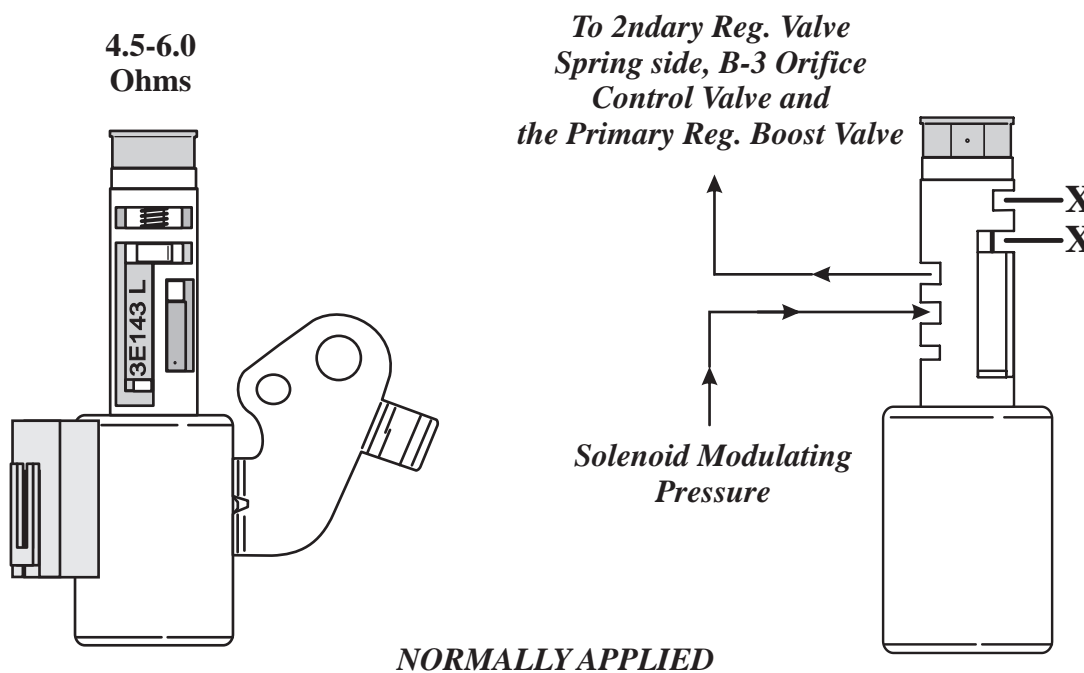 4.5-6.0
Ohms
To 2ndary Reg. Valve
Spring side, B-3 Orifice
Control Valve and
the Primary Reg. Boost Valve
X
X
3E143 L
Solenoid Modulating
Pressure
NORMALLY APPLIED